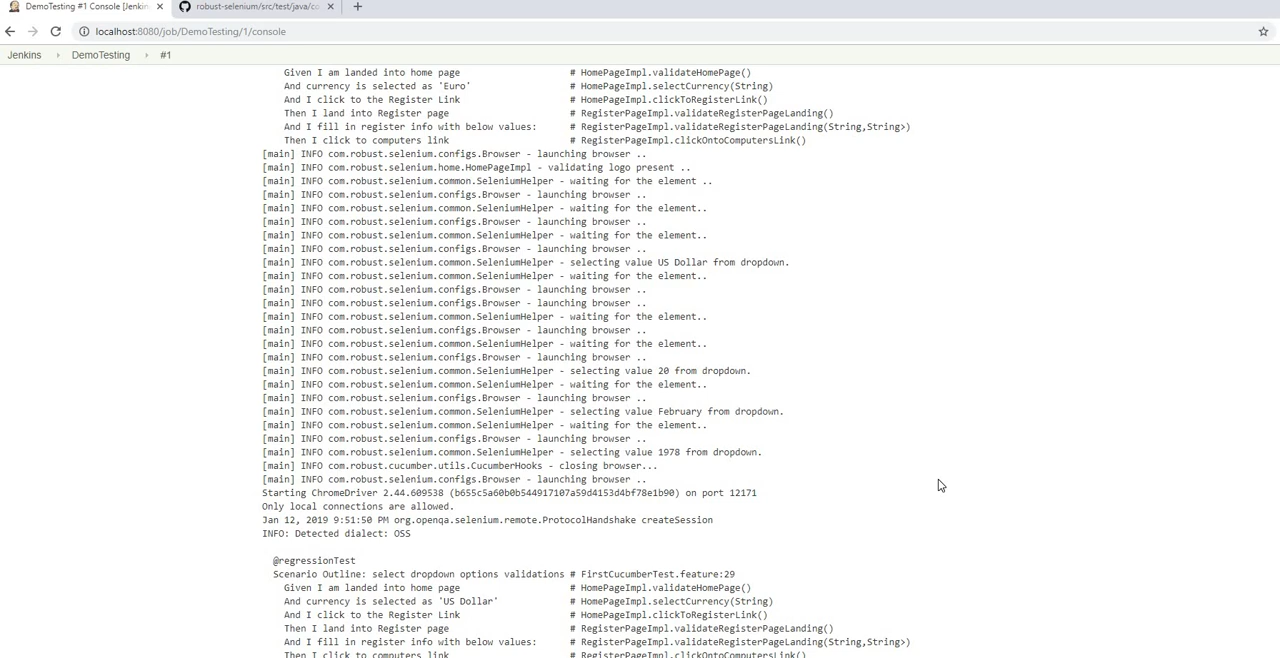 DemoTesting #1 Console [Jenkin
robust-selenium/src/test/java/co
localhost:8080/job/DemoTesting/1/console
Jenkins DemoTesting #1
Given I am landed into home page # HomePageImpl.validateHomePage()
And currency is selected as 'Euro' # HomePageImpl.selectCurrency(String)
And I click to the Register Link # HomePageImpl.clickToRegisterLink()
Then I land into Register page # RegisterPageImpl.validateRegisterPageLanding()
And I fill in register info with below values: # RegisterPageImpl.validateRegisterPageLanding(String,String>)
Then I click to computers link # RegisterPageImpl.clickOntoComputersLink()
[main] INFO com.robust.selenium.configs.Browser - launching browser ..
[main] INFO com.robust.selenium.home.HomePageImpl - validating logo present ..
[main] INFO com.robust.selenium.common.SeleniumHelper - waiting for the element ..
[main] INFO com.robust.selenium.configs.Browser - launching browser ..
[main] INFO com.robust.selenium.common.SeleniumHelper - waiting for the element..
[main] INFO com.robust.selenium.configs.Browser - launching browser ..
[main] INFO com.robust.selenium.common.SeleniumHelper - waiting for the element..
[main] INFO com.robust.selenium.configs.Browser - launching browser ..
[main] INFO com.robust.selenium.common.SeleniumHelper - selecting value US Dollar from dropdown.
[main] INFO com.robust.selenium.common.SeleniumHelper - waiting for the element..
[main] INFO com.robust.selenium.configs.Browser - launching browser ..
[main] INFO com.robust.selenium.configs.Browser - launching browser ..
[main] INFO com.robust.selenium.common.SeleniumHelper - waiting for the element..
[main] INFO com.robust.selenium.configs.Browser - launching browser ..
[main] INFO com.robust.selenium.common.SeleniumHelper - waiting for the element..
[main] INFO com.robust.selenium.configs.Browser - launching browser ..
[main] INFO com.robust.selenium.common.SeleniumHelper - selecting value 20 from dropdown.
[main] INFO com.robust.selenium.common.SeleniumHelper - waiting for the element..
[main] INFO com.robust.selenium.configs.Browser - launching browser ..
[main] INFO com.robust.selenium.common.SeleniumHelper - selecting value February from dropdown.
[main] INFO com.robust.selenium.common.SeleniumHelper - waiting for the element..
[main] INFO com.robust.selenium.configs.Browser - launching browser ..
[main] INFO com.robust.selenium.common.SeleniumHelper - selecting value 1978 from dropdown.
[main] INFO com.robust.cucumber.utils.CucumberHooks - closing browser...
[main] INFO com.robust.selenium.configs.Browser - launching browser ..
Starting ChromeDriver 2.44.609538 (b655c5a60b0b544917107a59d4153d4bf78e1b90) on port 12171
Only local connections are allowed.
Jan 12, 2019 9:51:50 PM org.openqa.selenium.remote.ProtocolHandshake createSession
INFO: Detected dialect: OSS
@regressionTest
Scenario Outline: select dropdown options validations # FirstCucumberTest.feature:29
Given I am landed into home page # HomePageImpl.validateHomePage()
And currency is selected as 'US Dollar' # HomePageImpl.selectCurrency(String)
And I click to the Register Link # HomePageImpl.clickToRegisterLink()
Then I land into Register page # RegisterPageImpl.validateRegisterPageLanding()
And I fill in register info with below values: # RegisterPageImpl.validateRegisterPageLanding(String,String>)
Then I click to computers link # RegisterPageImpl.clickOntoComputersLink()